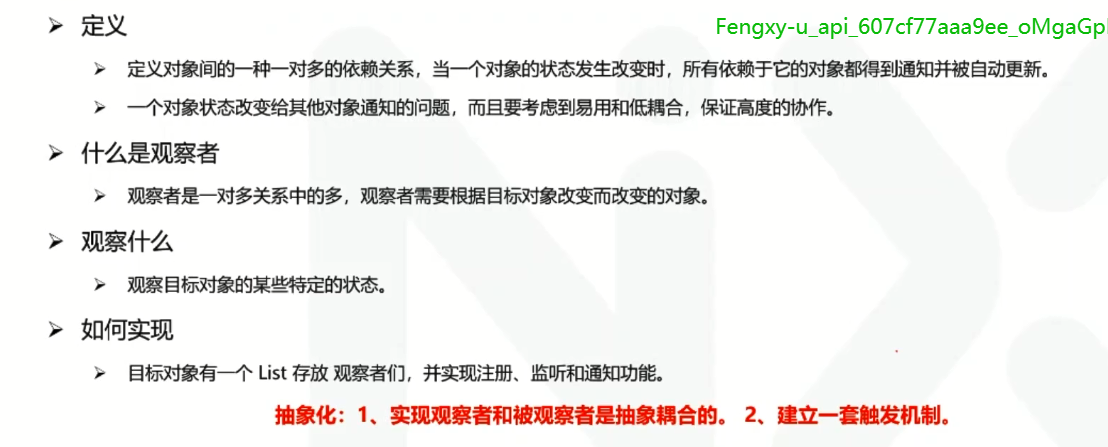 定义
Fengxy-u_api_607cf77aaa9ee_oMgaGp
定义对象间的一种一对多的依赖关系，当一个对象的状态发生改变时，所有依赖于它的对象都得到通知并被自动更新。
一个对象状态改变给其他对象通知的问题，而且要考虑到易用和低耦合，保证高度的协作。
什么是观察者
观察者是一对多关系中的多，观察者需要根据目标对象改变而改变的对象。
观察什么
观察目标对象的某些特定的状态。
如何实现
目标对象有一个 List 存放 观察者们，并实现注册、监听和通知功能。
抽象化：1、实现观察者和被观察者是抽象耦合的。 2、建立一套触发机制。